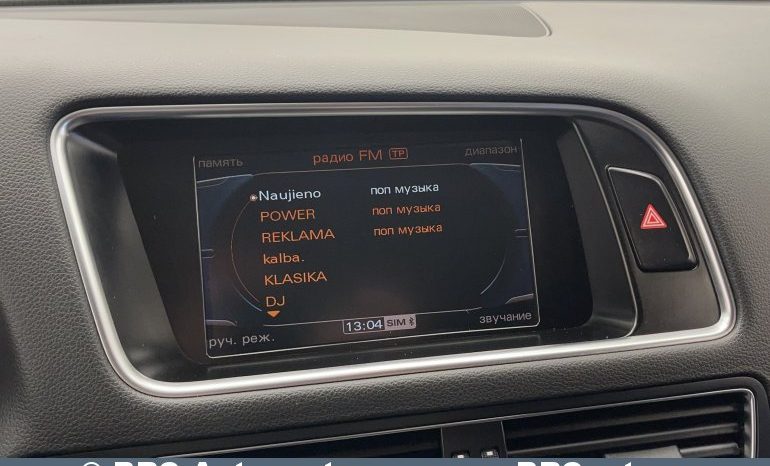 память радио FM TP диапазон
Naujieno поп музыка
POWER поп музыка
REKLAMA поп музыка
kalba.
KLASIKA
DJ
13:04 SIM
руч. реж. звучание